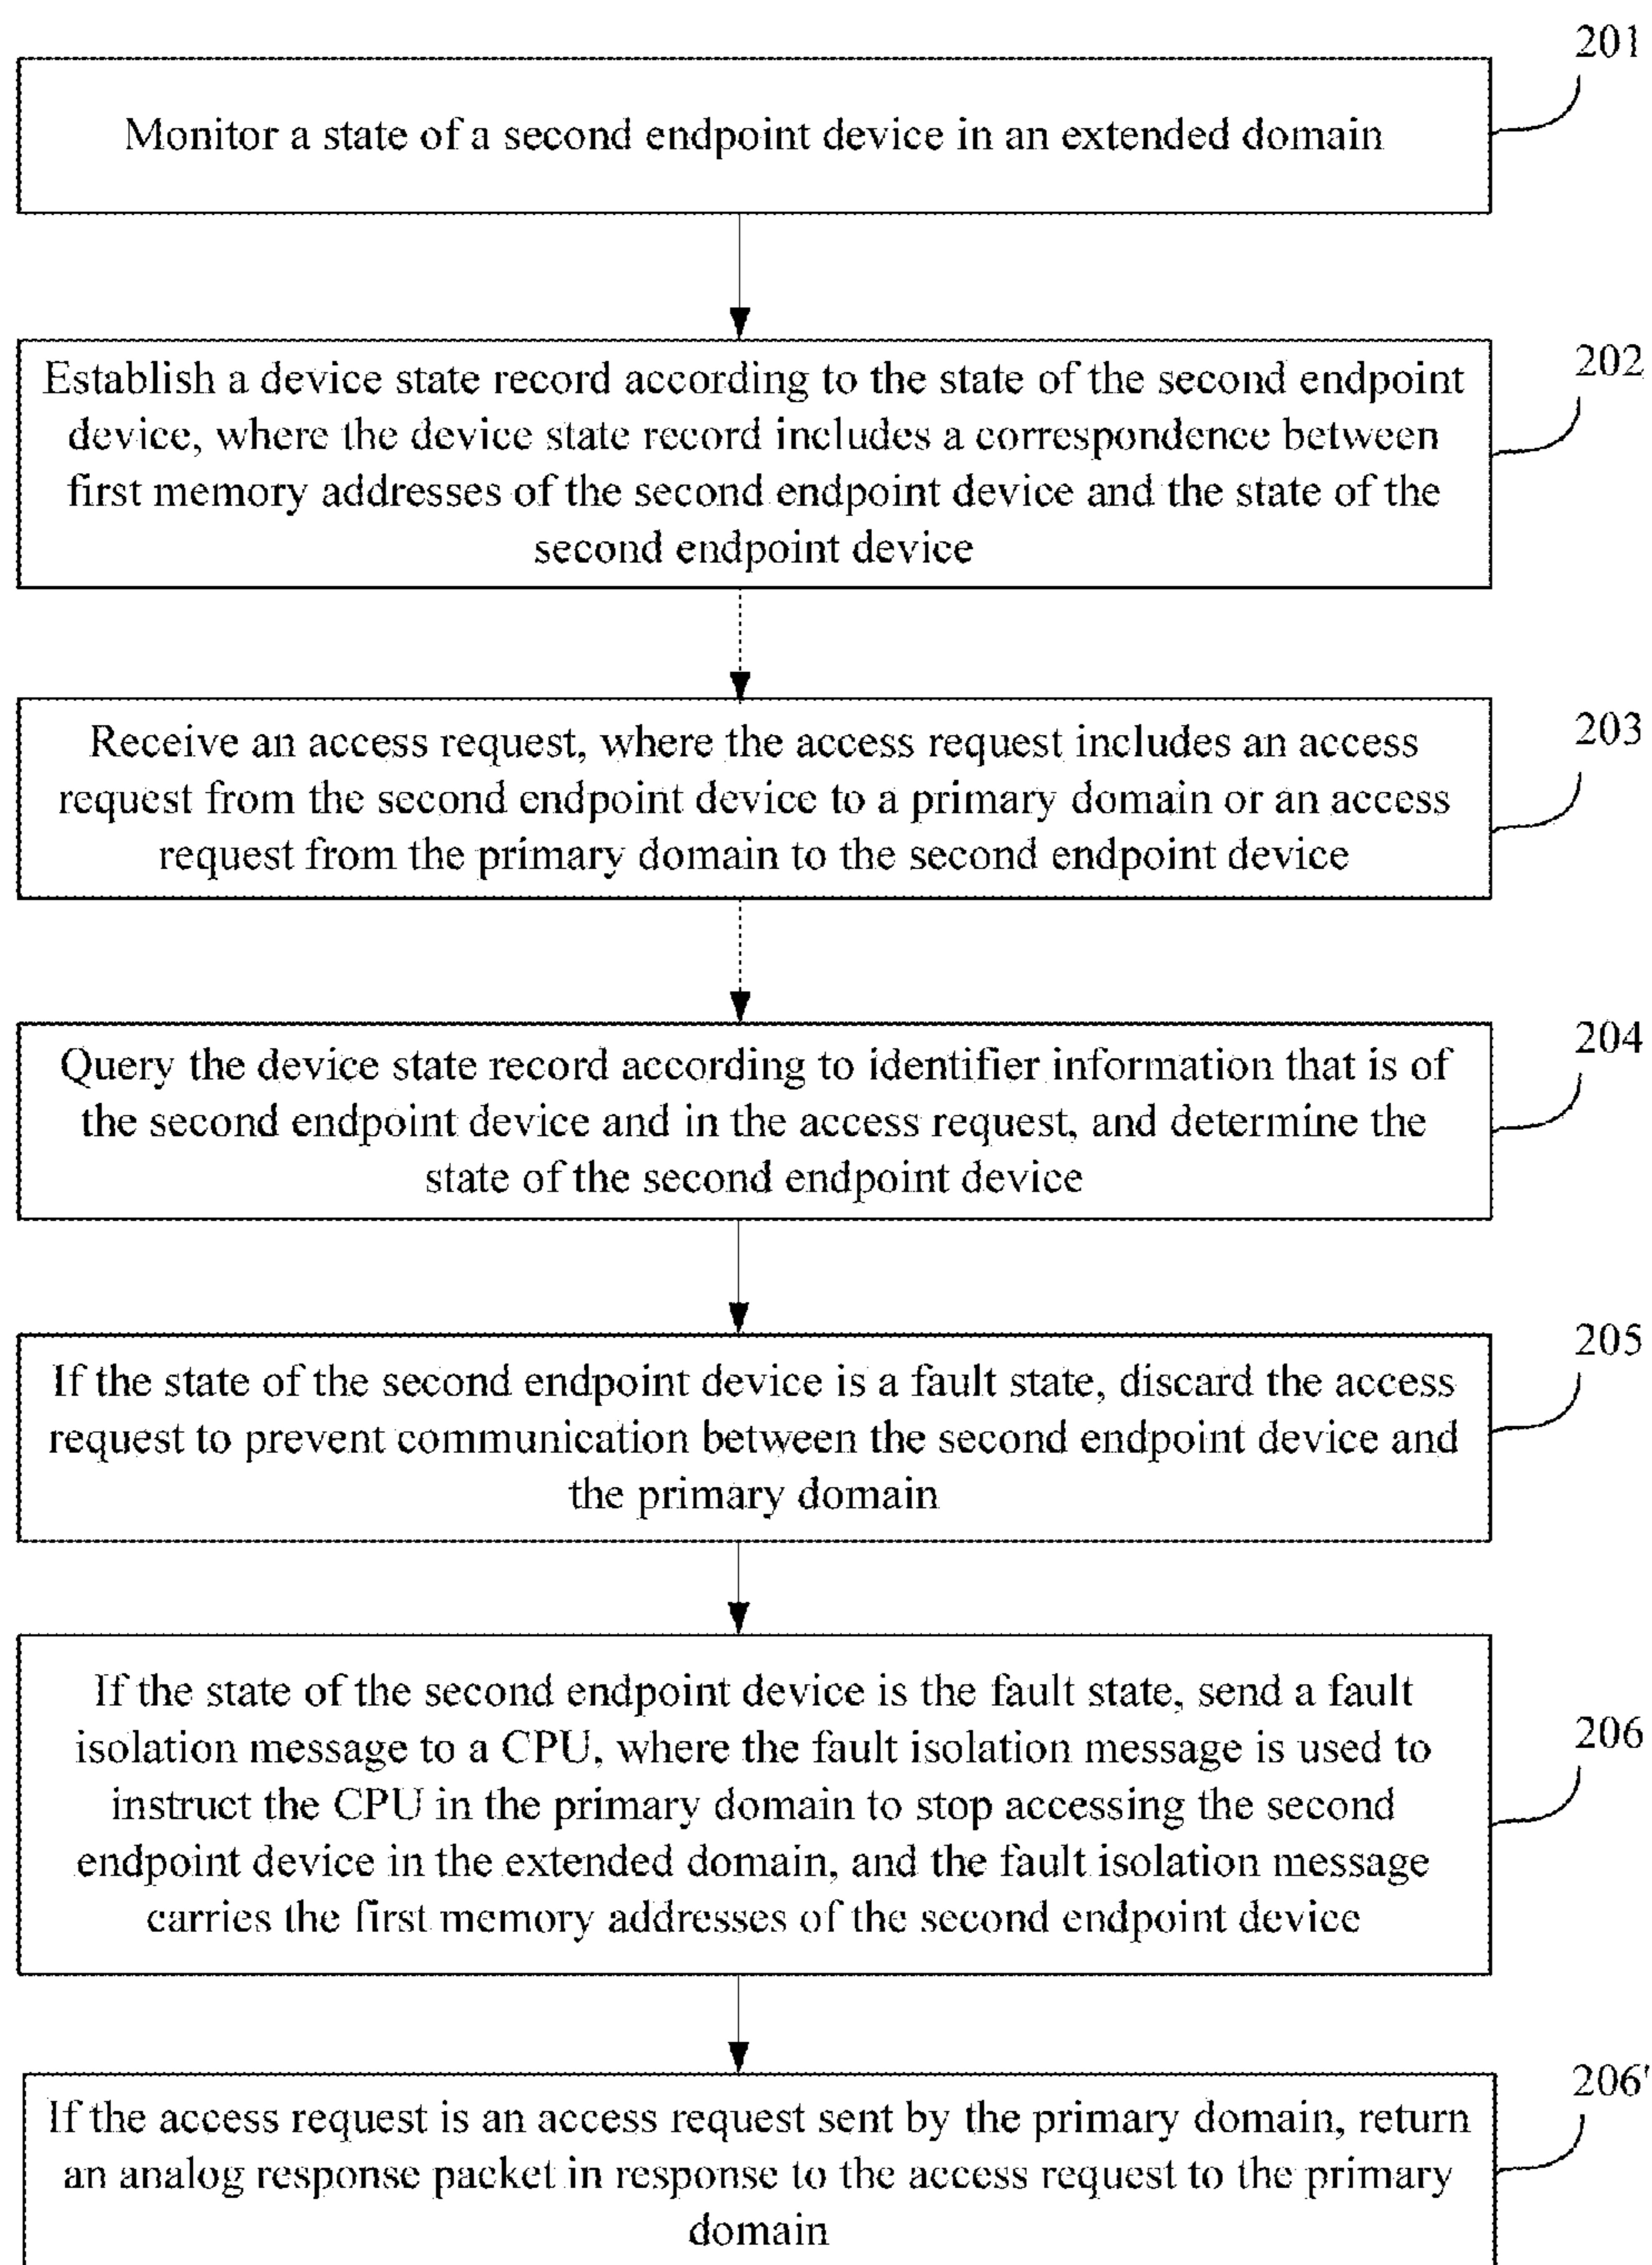 201
Monitor a state of a second endpoint device in an extended domain
202
Establish a device state record according to the state of the second endpoint
device, where the device state record includes a correspondence between
first memory addresses of the second endpoint device and the state of the
second endpoint device
203
Receive an access request, where the access request includes an access
request from the second endpoint device to a primary domain or an access
request from the primary domain to the second endpoint device
204
Query the device state record according to identifier information that is of
the second endpoint device and in the access request, and determine the
state of the second endpoint device
205
If the state of the second endpoint device is a fault state, discard the access
request to prevent communication between the second endpoint device and
the primary domain
206
If the state of the second endpoint device is the fault state, send a fault
isolation message to a CPU, where the fault isolation message is used to
instruct the CPU in the primary domain to stop accessing the second
endpoint device in the extended domain, and the fault isolation message
carries the first memory addresses of the second endpoint device
206'
If the access request is an access request sent by the primary domain, return
an analog response packet in response to the access request to the primary
domain